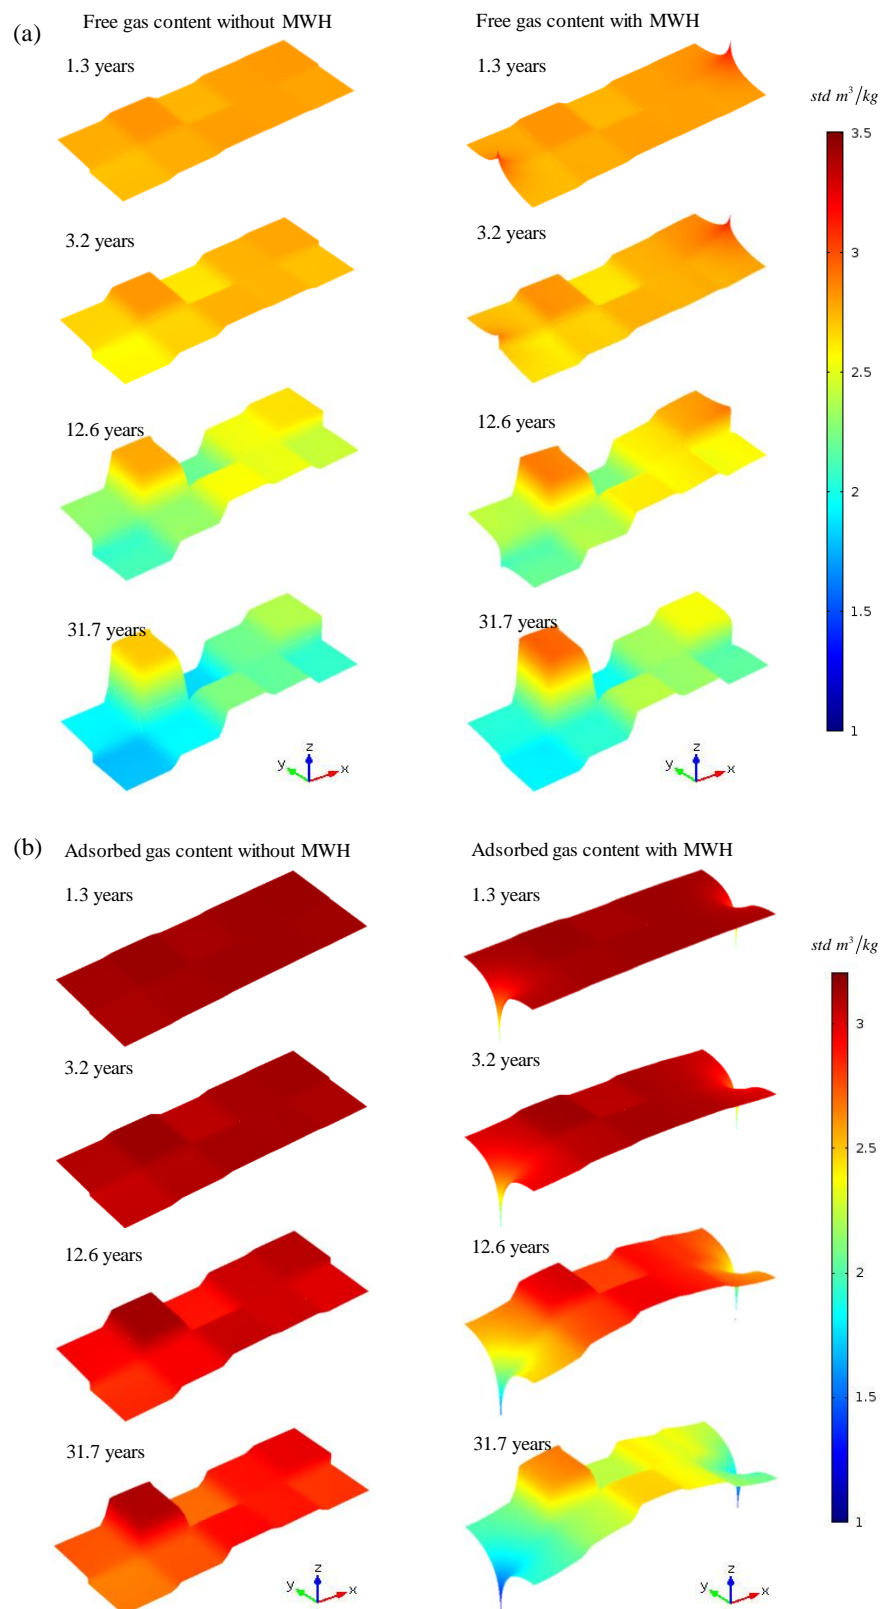 (a)
Free gas content without MWH
Free gas content with MWH
1.3 years
1.3 years
std m³/kg
3.5
3.2 years
3.2 years
3
2.5
12.6 years
12.6 years
2
31.7 years
31.7 years
1.5
1
z
y
x
z
y
x
(b)
Adsorbed gas content without MWH
Adsorbed gas content with MWH
1.3 years
1.3 years
std m³/kg
3
3.2 years
3.2 years
2.5
12.6 years
12.6 years
2
31.7 years
31.7 years
1.5
1
z
y
x
z
y
x